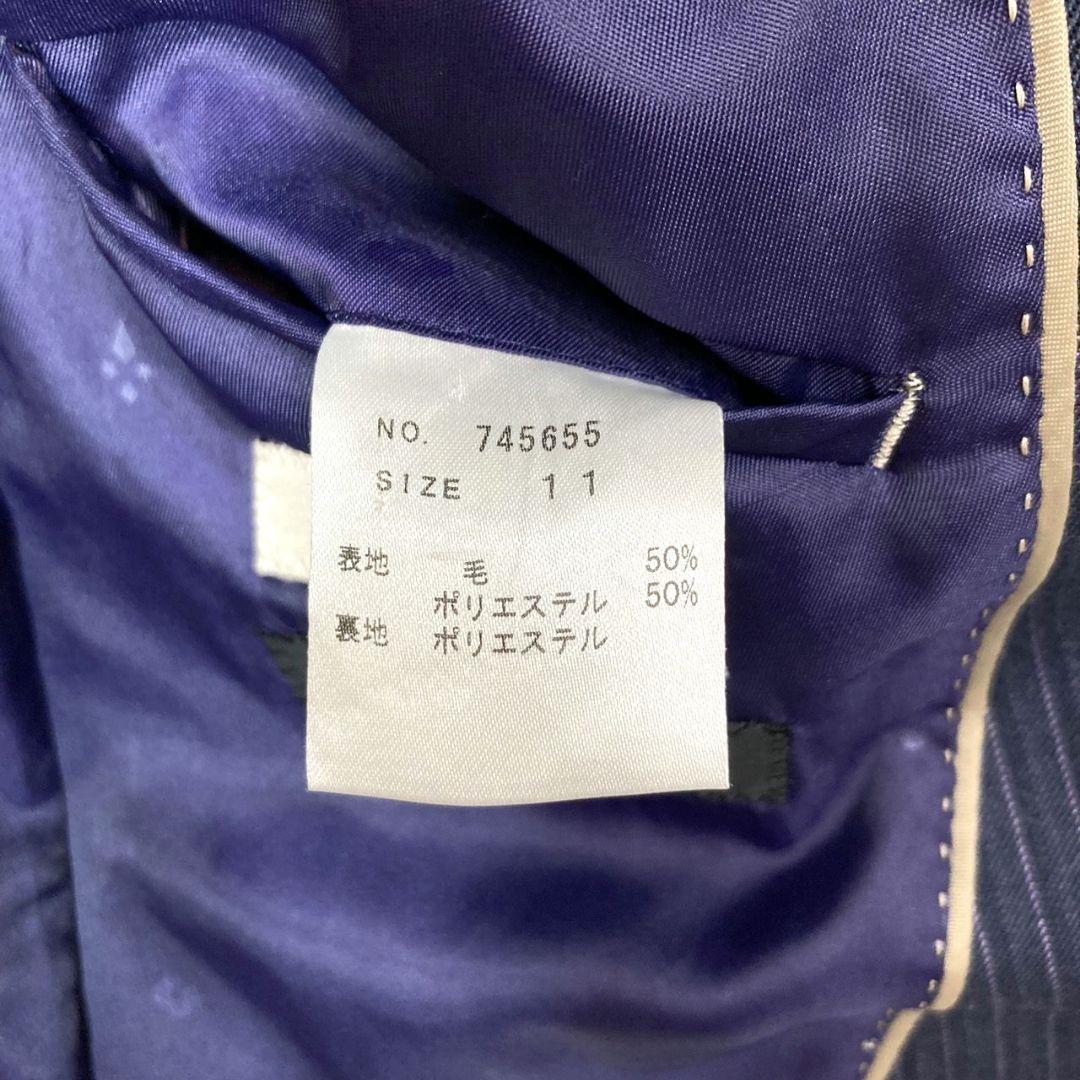 NO. 745655
SIZE 11
表地 毛 50%
ポリエステル 50%
裏地 ポリエステル